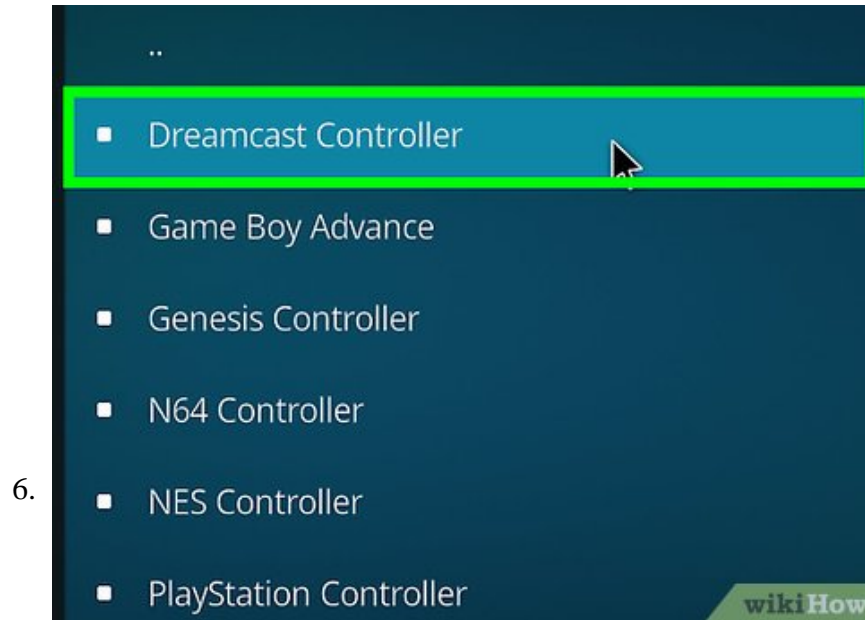 ..
Dreamcast Controller
Game Boy Advance
Genesis Controller
N64 Controller
6.
NES Controller
PlayStation Controller
wikiHow